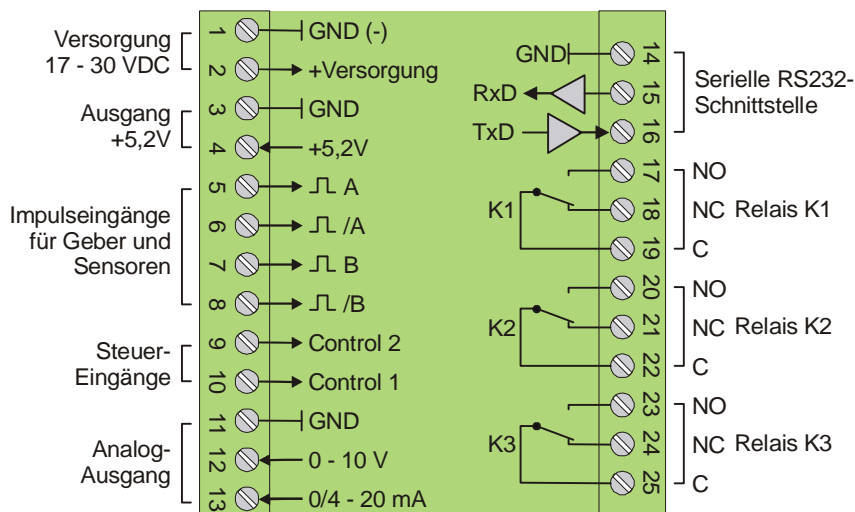 Versorgung
17 - 30 VDC
Ausgang
+5,2V
Impulseingänge
für Geber und
Sensoren
Steuer-
Eingänge
Analog-
Ausgang
1 GND (-)
2 +Versorgung
3 GND
4 +5,2V
5 A
6 /A
7 B
8 /B
9 Control 2
10 Control 1
11 GND
12 0 - 10 V
13 0/4 - 20 mA
GND 14
RxD 15
TxD 16
Serielle RS232-
Schnittstelle
17 NO
K1 18 NC Relais K1
19 C
20 NO
K2 21 NC Relais K2
22 C
23 NO
K3 24 NC Relais K3
25 C